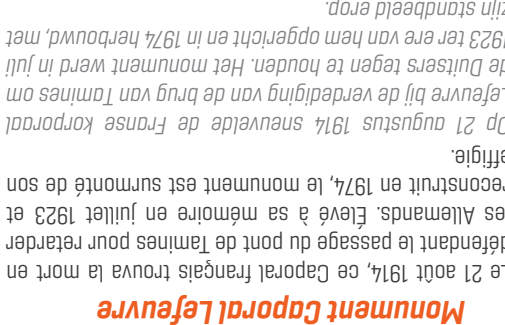 Monument Caporal Lefeuvre
Le 21 août 1914, ce Caporal français trouva la mort en
défendant le passage du pont de Tamines pour retarder
les Allemands. Élevé à sa mémoire en juillet 1923 et
reconstruit en 1974, le monument est surmonté de son
effigie.
Op 21 augustus 1914 sneuvelde de Franse korporaal
Lefeuvre bij de verdediging van de brug van Tamines om
de Duitsers tegen te houden. Het monument werd in juli
1923 ter ere van hem opgericht en in 1974 herbouwd, met
zijn standbeeld erop.